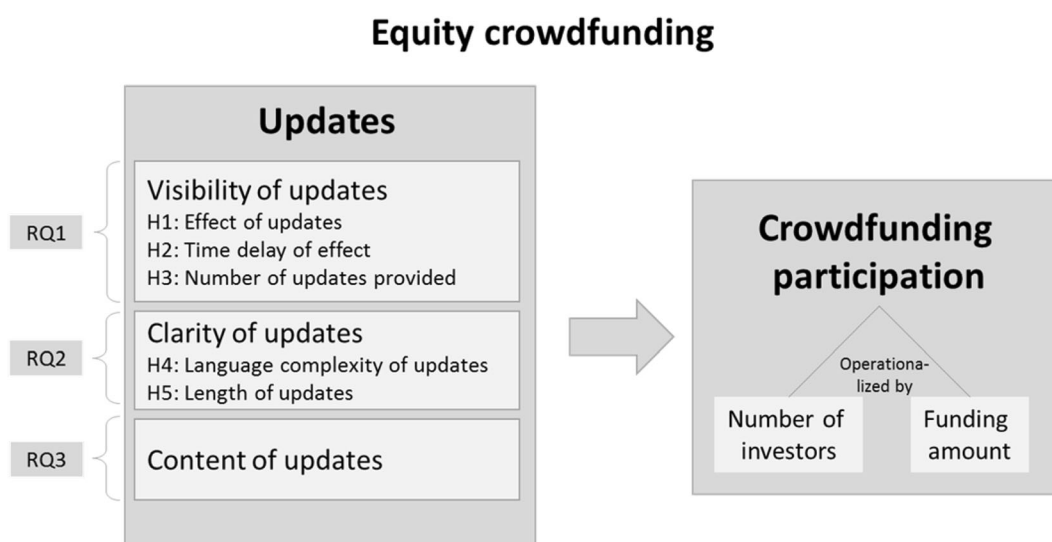 Equity crowdfunding
Updates
RQ1
Visibility of updates
H1: Effect of updates
H2: Time delay of effect
H3: Number of updates provided
RQ2
Clarity of updates
H4: Language complexity of updates
H5: Length of updates
RQ3
Content of updates
Crowdfunding
participation
Operationa-
lized by
Number of
investors
Funding
amount